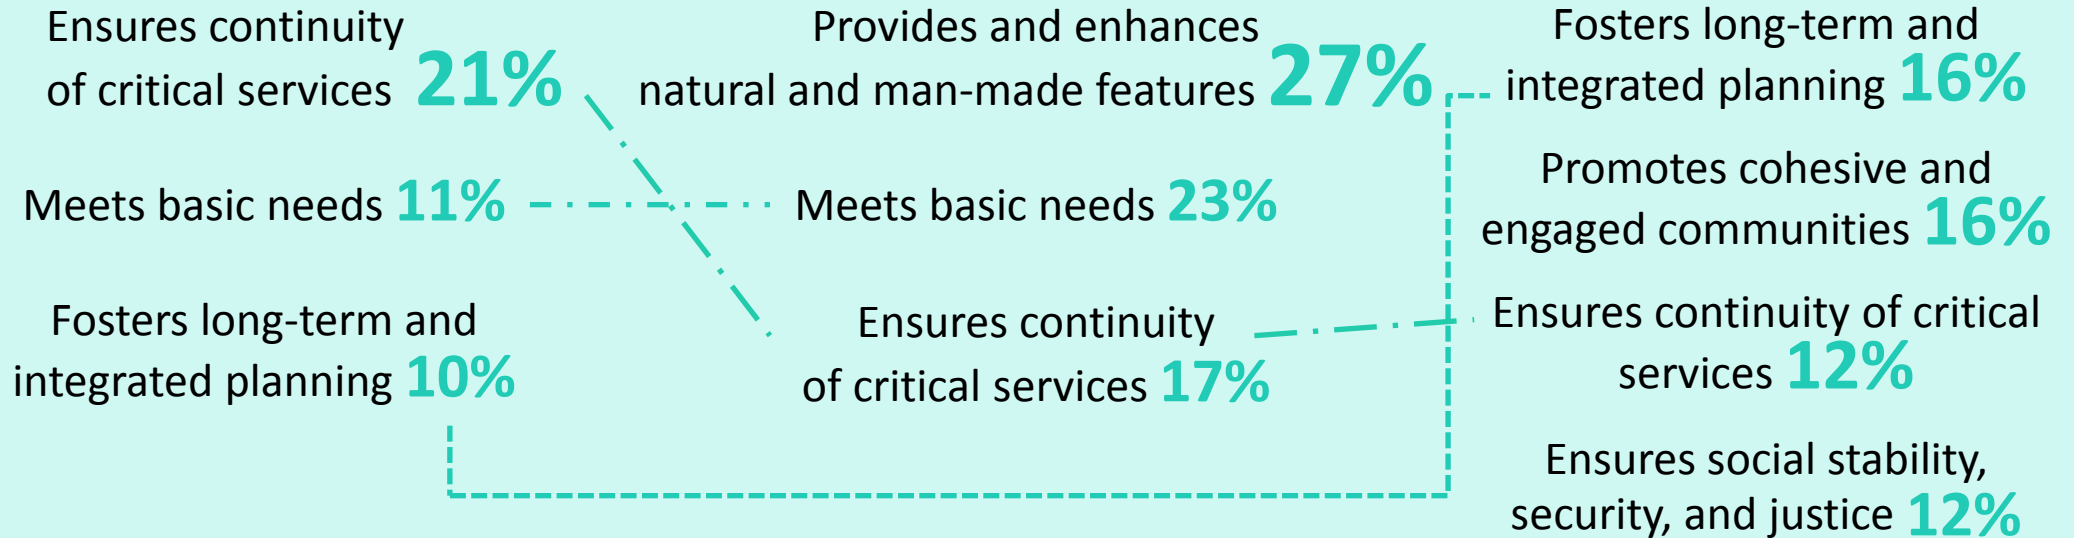 Ensures continuity
of critical services 21%
Meets basic needs 11%
Fosters long-term and
integrated planning 10%
Provides and enhances
natural and man-made features 27%
Meets basic needs 23%
Ensures continuity
of critical services 17%
Fosters long-term and
integrated planning 16%
Promotes cohesive and
engaged communities 16%
Ensures continuity of critical
services 12%
Ensures social stability,
security, and justice 12%